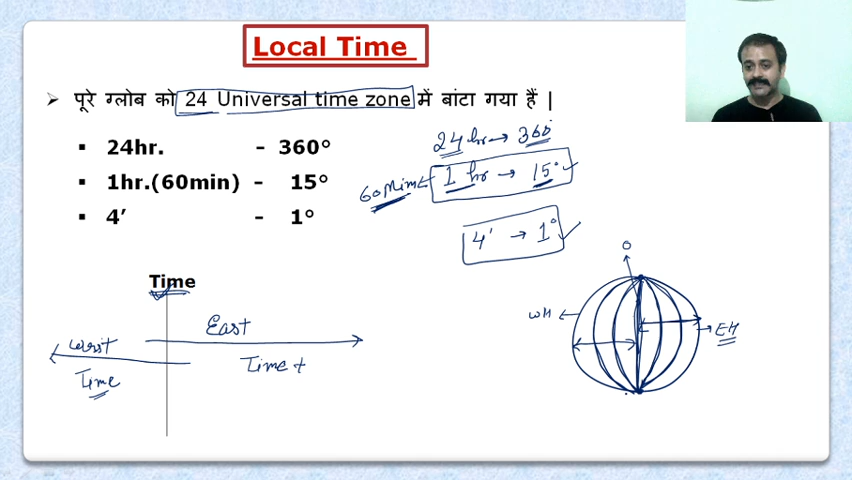 Local Time
➢ पूरे ग्लोब को 24 Universal time zone में बांटा गया हैं |
▪ 24hr. - 360°
▪ 1hr.(60min) - 15°
▪ 4’ - 1°
24 hr → 360°
60 Min ← 1 hr → 15°
4' → 1°
Time
East
West
Time +
Time
0
WH
EH